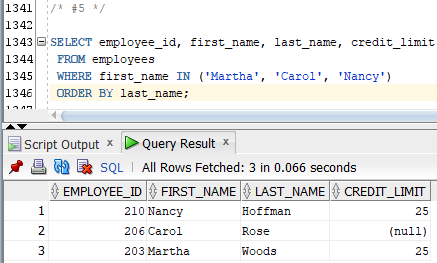 1341 /* #5 */
1342
1343 SELECT employee_id, first_name, last_name, credit_limit
1344 FROM employees
1345 WHERE first_name IN ('Martha', 'Carol', 'Nancy')
1346 ORDER BY last_name;
Script Output x Query Result x
SQL | All Rows Fetched: 3 in 0.066 seconds
EMPLOYEE_ID FIRST_NAME LAST_NAME CREDIT_LIMIT
1 210 Nancy Hoffman 25
2 206 Carol Rose (null)
3 203 Martha Woods 25